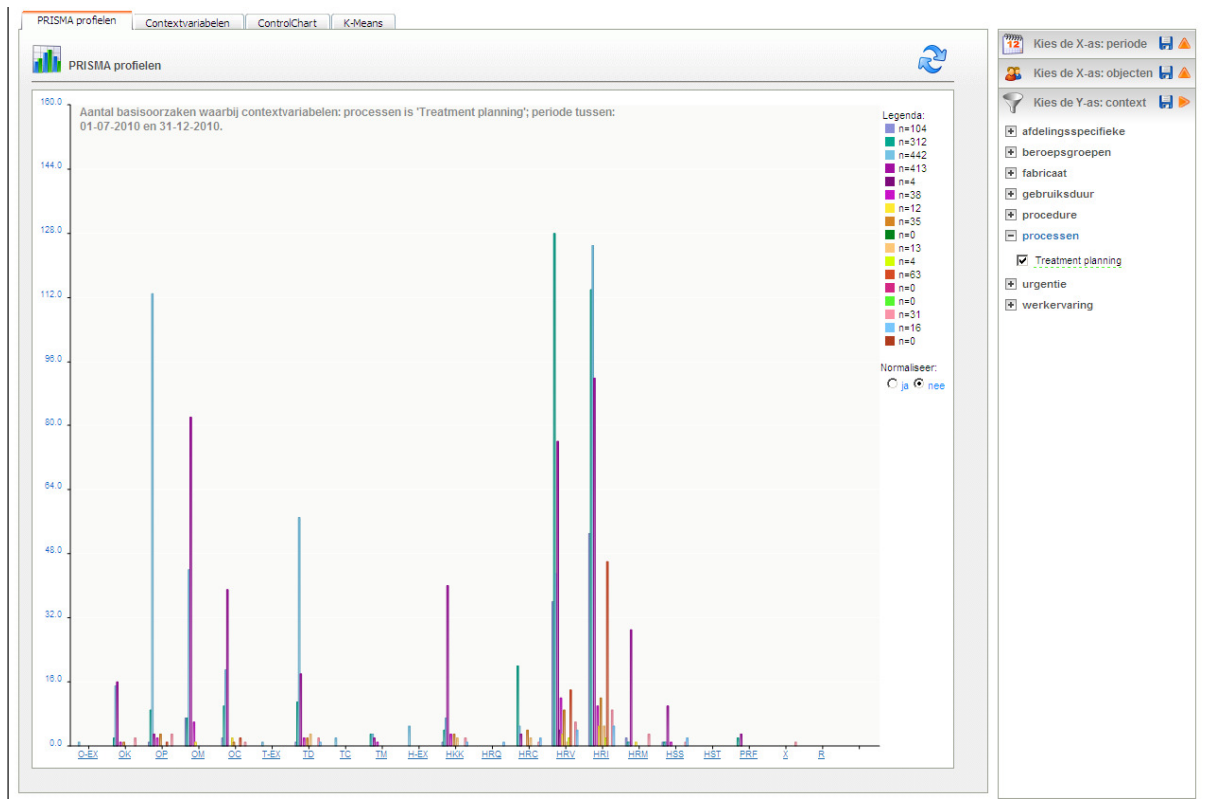 PRISMA profielen
Contextvariabelen
ControlChart
K-Means
PRISMA profielen
Aantal basisoorzaken waarbij contextvariabelen: processen is 'Treatment planning'; periode tussen:
01-07-2010 en 31-12-2010.
160.0
144.0
128.0
112.0
96.0
80.0
64.0
48.0
32.0
16.0
0.0
O-EX OK OP OM OC T-EX TD TC TM H-EX HKK HRQ HRC HRV HRI HRM HSS HST PRF X R
Legenda:
n=104
n=312
n=442
n=413
n=4
n=38
n=12
n=35
n=0
n=13
n=4
n=63
n=0
n=0
n=31
n=16
n=0
Normaliseer:
ja nee
12 Kies de X-as: periode
Kies de X-as: objecten
Kies de Y-as: context
afdelingsspecifieke
beroepsgroepen
fabricaat
gebruiksduur
procedure
processen
Treatment planning
urgentie
werkervaring